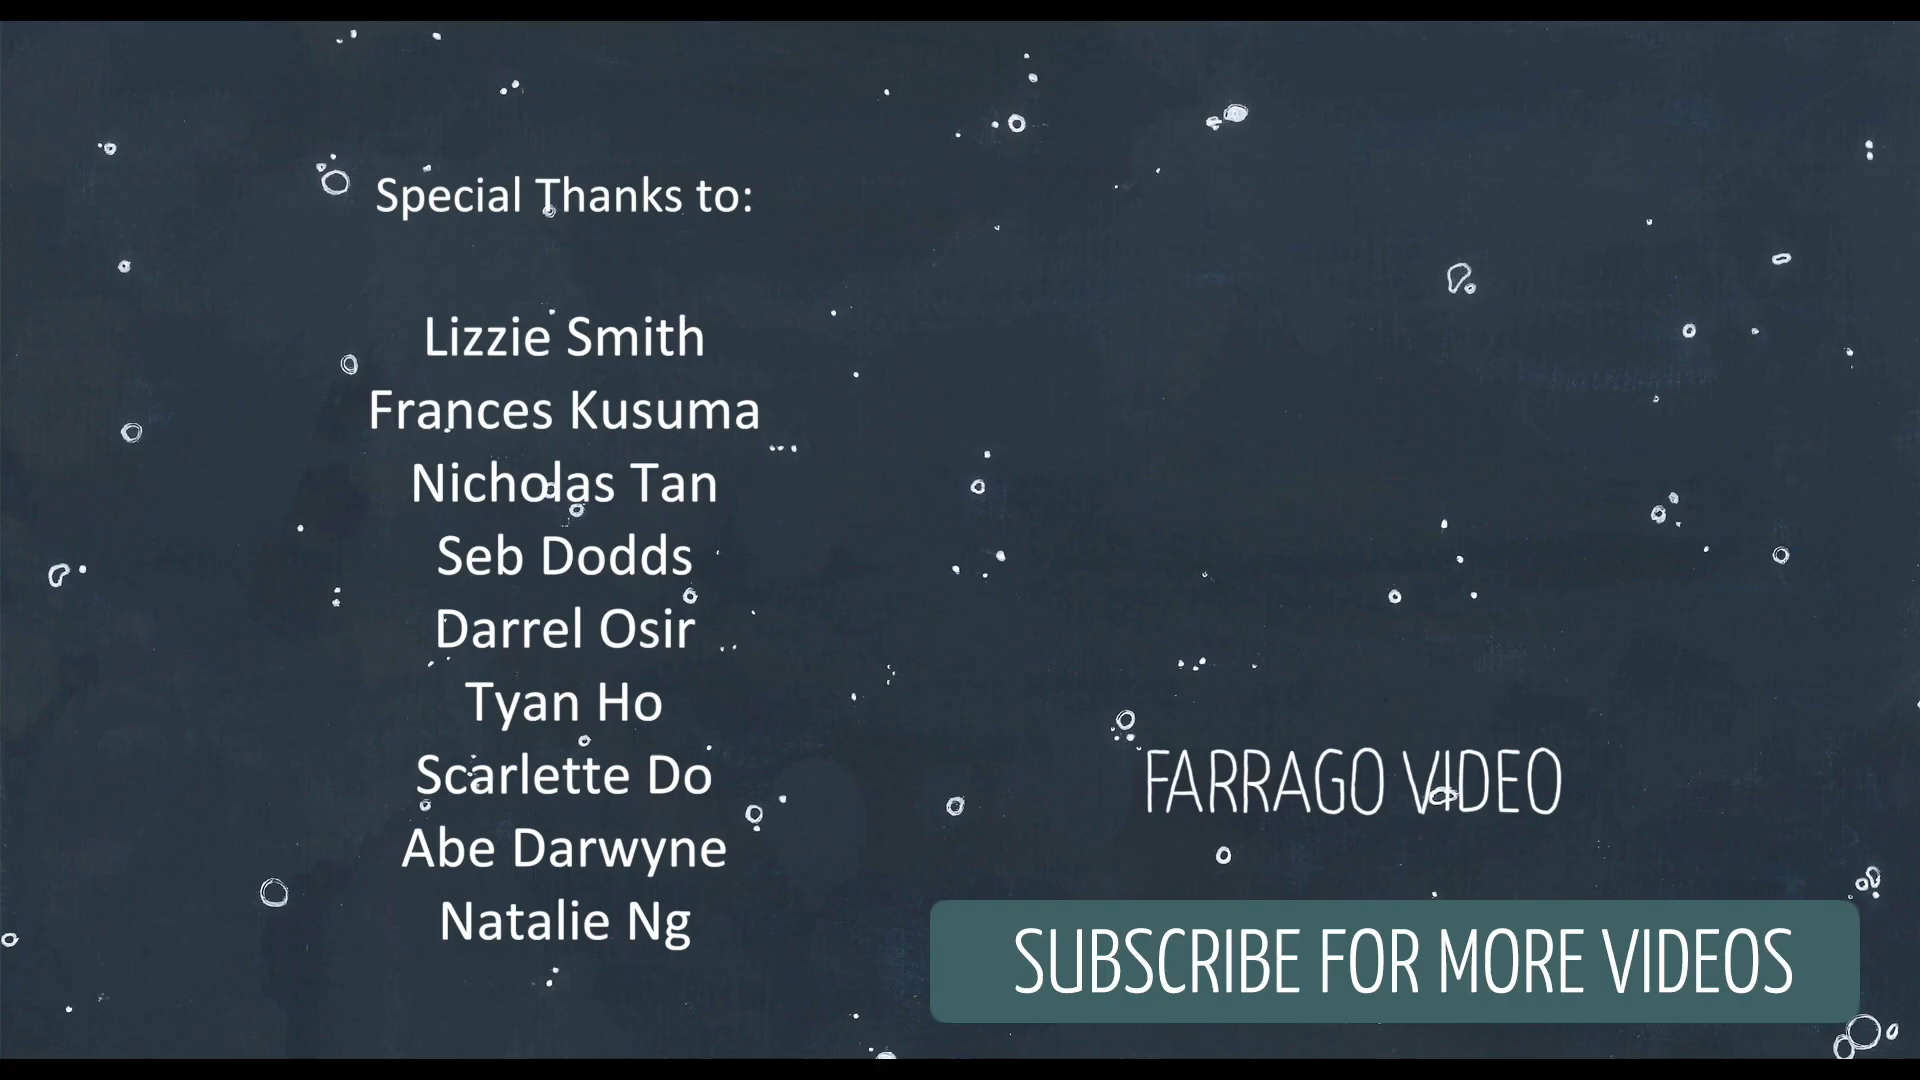 Special Thanks to:
Lizzie Smith
Frances Kusuma
Nicholas Tan
Seb Dodds
Darrel Osir
Tyan Ho
Scarlette Do
Abe Darwyne
Natalie Ng
FARRAGO VIDEO
SUBSCRIBE FOR MORE VIDEOS